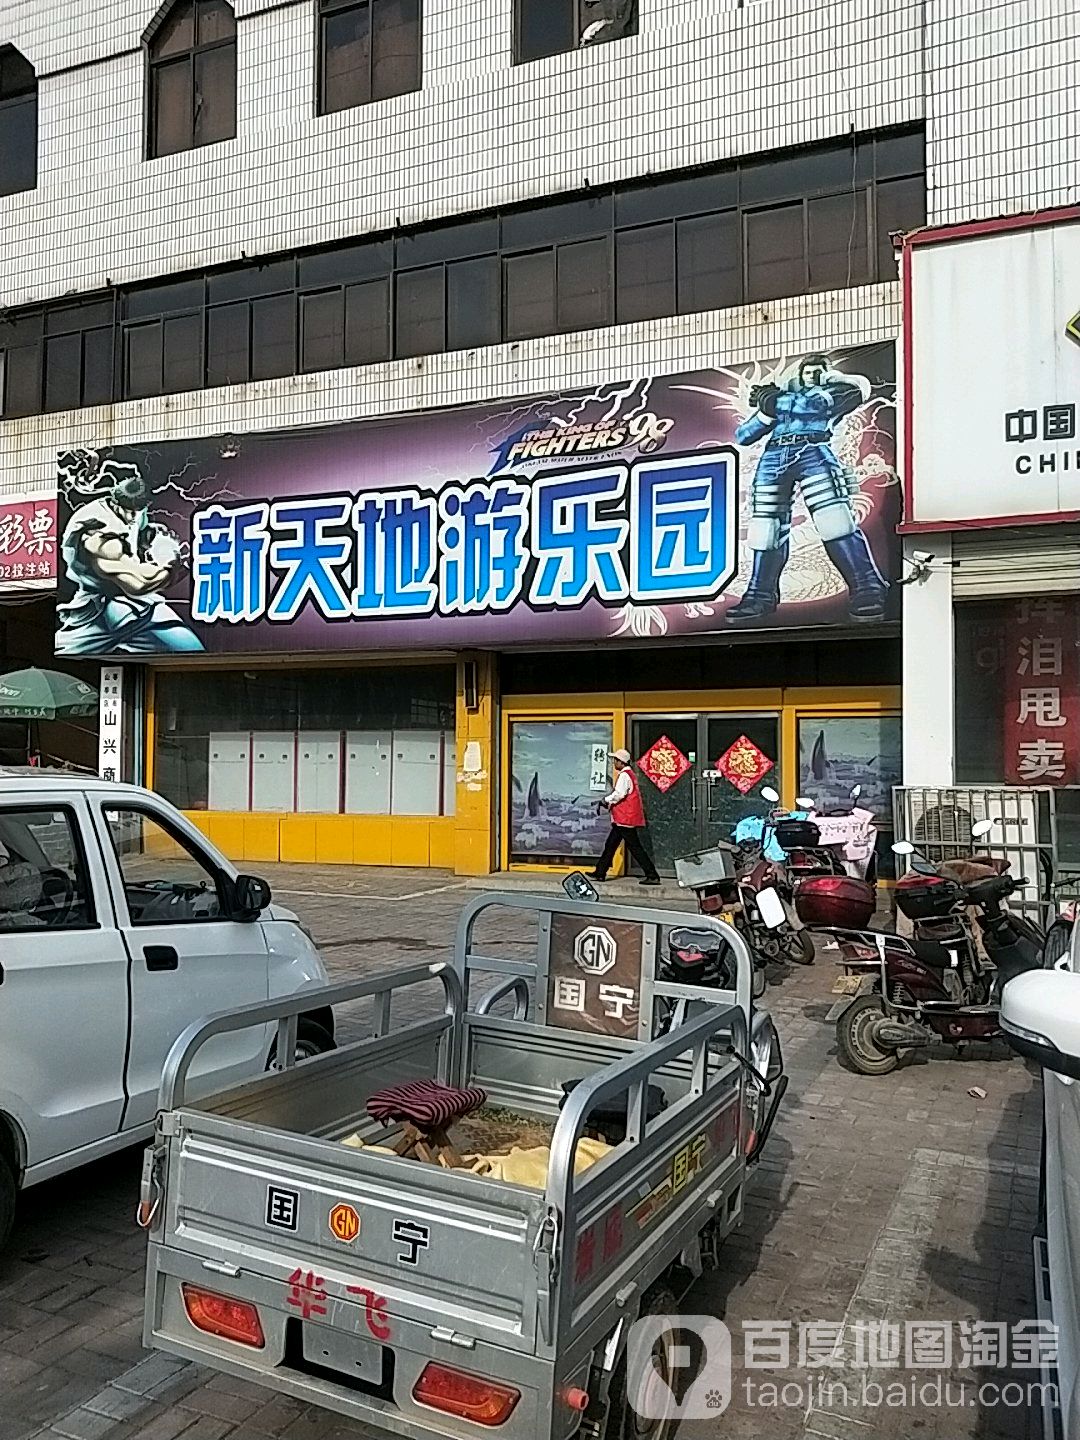 THE KING OF
FIGHTERS'98
新天地游乐园
彩票
02投注站
中国
CHIN
挥泪甩卖
转让
山兴商
GN
国宁
国宁
国 GN 宁
华飞
百度地图淘金
taojin.baidu.com